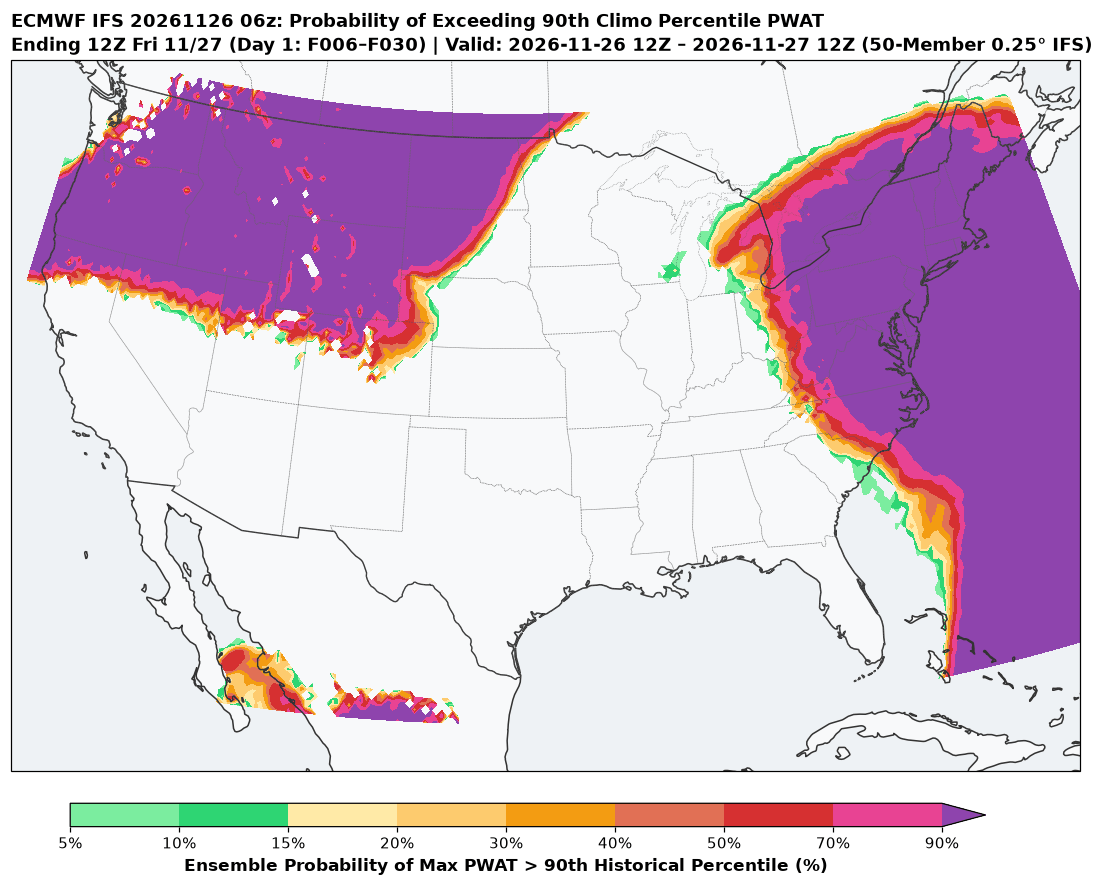 ECMWF IFS 20261126 06z: Probability of Exceeding 90th Climo Percentile PWAT
Ending 12Z Fri 11/27 (Day 1: F006–F030) | Valid: 2026-11-26 12Z – 2026-11-27 12Z (50-Member 0.25° IFS)
5% 10% 15% 20% 30% 40% 50% 70% 90%
Ensemble Probability of Max PWAT > 90th Historical Percentile (%)